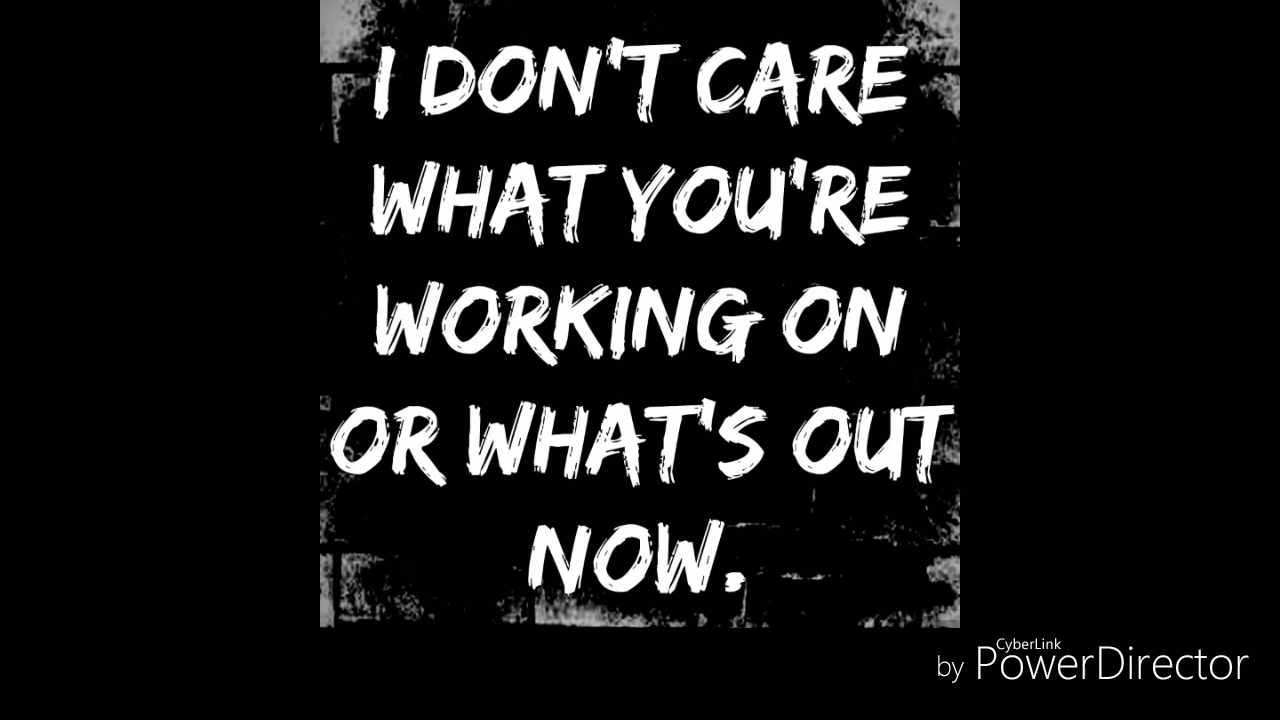 I DON'T CARE
WHAT YOU'RE
WORKING ON
OR WHAT'S OUT
NOW.
CyberLink
by PowerDirector